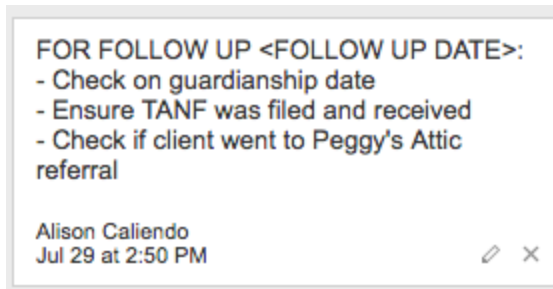 FOR FOLLOW UP <FOLLOW UP DATE>:
- Check on guardianship date
- Ensure TANF was filed and received
- Check if client went to Peggy's Attic
referral
Alison Caliendo
Jul 29 at 2:50 PM